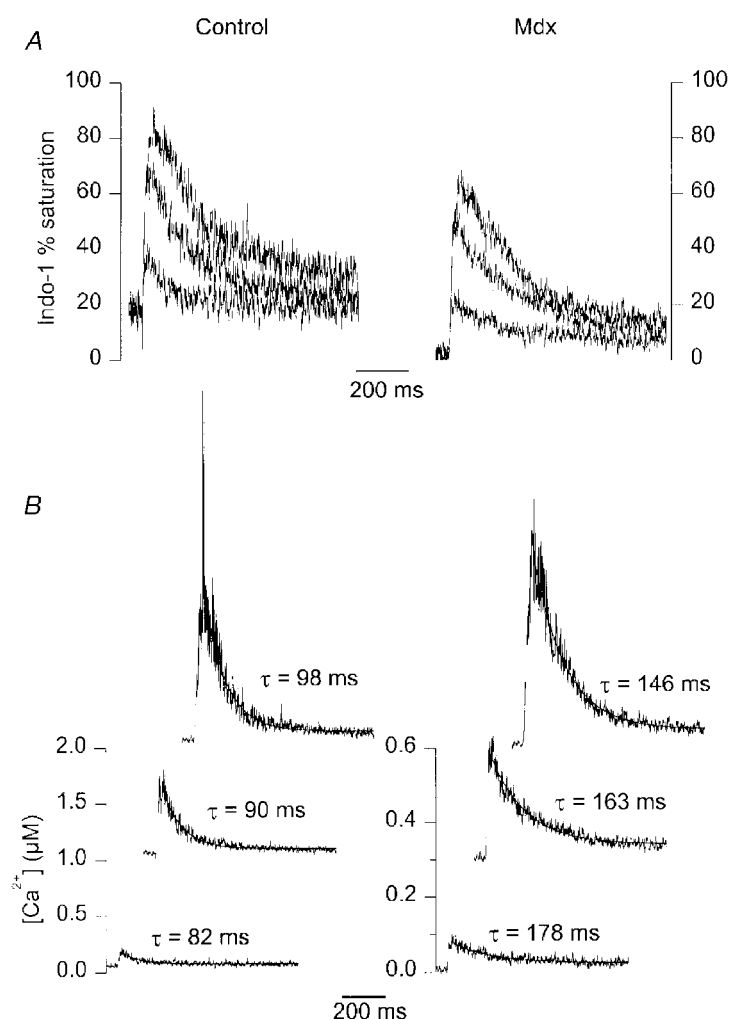 A
Control
Mdx
Indo-1 % saturation
100
80
60
40
20
0
100
80
60
40
20
0
200 ms
B
τ = 98 ms
τ = 146 ms
[Ca2+] (µM)
2.0
1.5
1.0
0.5
0.0
τ = 90 ms
τ = 82 ms
0.6
0.4
0.2
0.0
τ = 163 ms
τ = 178 ms
200 ms